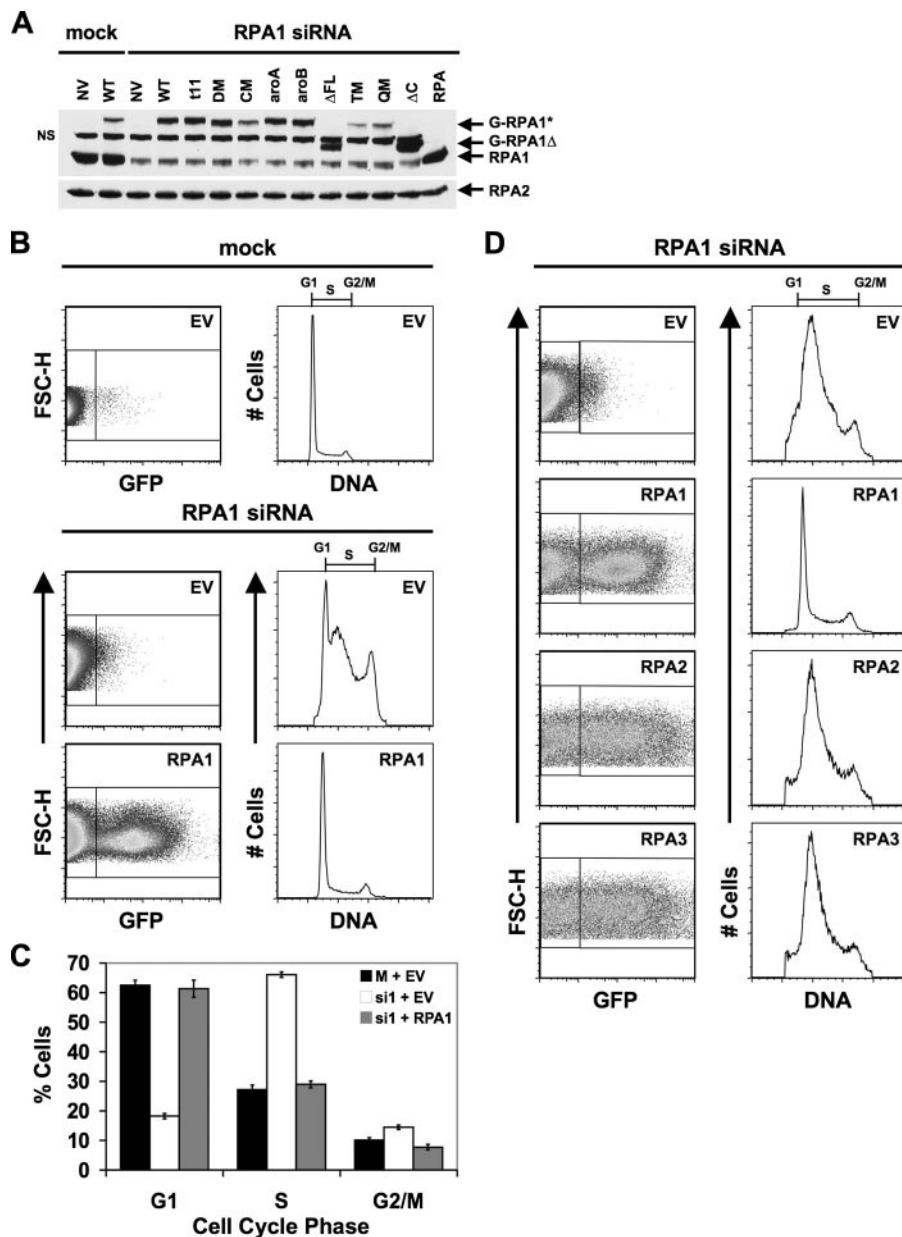 A
mock
RPA1 siRNA
NV
WT
NV
WT
t11
DM
CM
aroA
aroB
ΔFL
TM
QM
ΔC
RPA
NS
G-RPA1*
G-RPA1Δ
RPA1
RPA2
B
mock
G1
S
G2/M
EV
EV
FSC-H
# Cells
GFP
DNA
RPA1 siRNA
G1
S
G2/M
EV
EV
RPA1
RPA1
FSC-H
# Cells
GFP
DNA
C
70
60
50
40
30
20
10
0
% Cells
M + EV
si1 + EV
si1 + RPA1
G1
S
G2/M
Cell Cycle Phase
D
RPA1 siRNA
G1
S
G2/M
EV
EV
RPA1
RPA1
RPA2
RPA2
RPA3
RPA3
FSC-H
# Cells
GFP
DNA